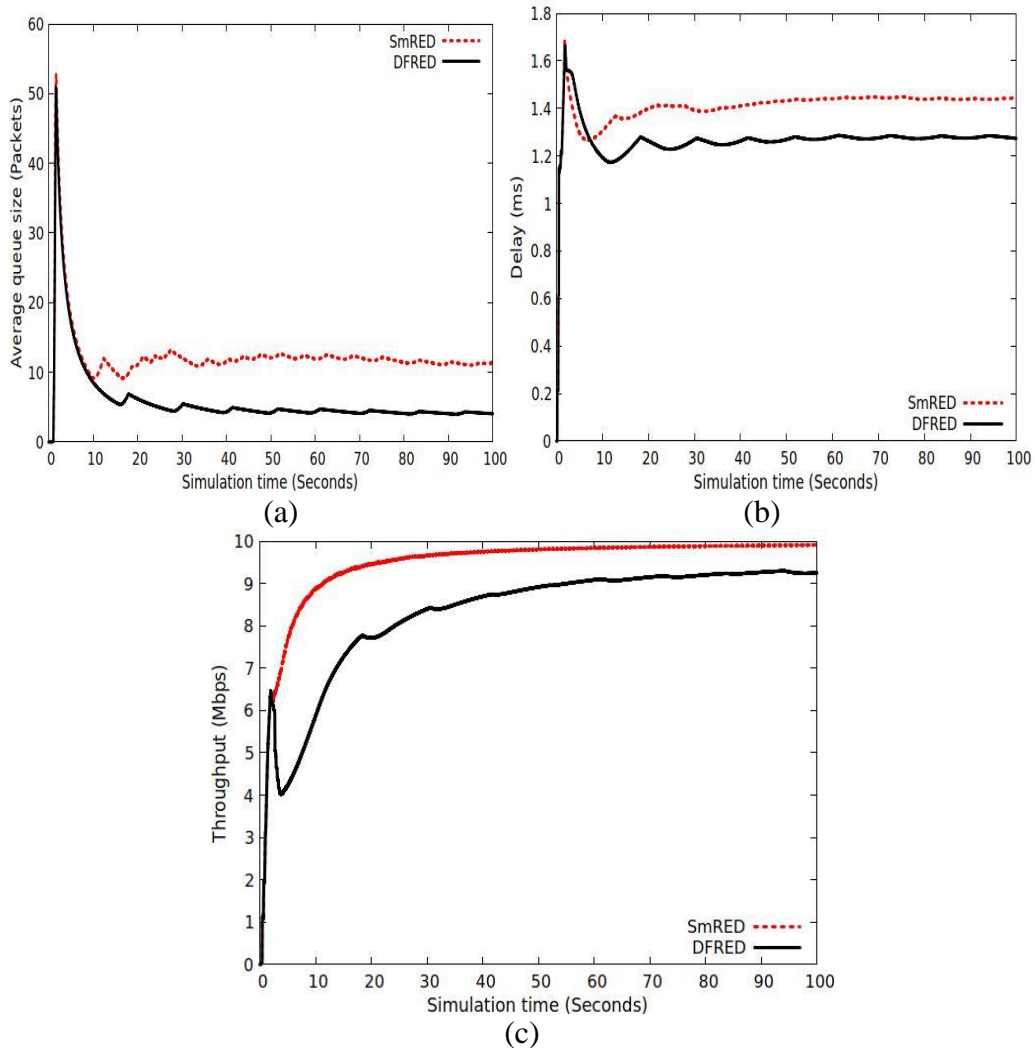 60
50
40
30
20
10
0
Average queue size (Packets)
SmRED
DFRED
0 10 20 30 40 50 60 70 80 90 100
Simulation time (Seconds)
(a)
1.8
1.6
1.4
1.2
1
0.8
0.6
0.4
0.2
0
Delay (ms)
SmRED
DFRED
0 10 20 30 40 50 60 70 80 90 100
Simulation time (Seconds)
(b)
10
9
8
7
6
5
4
3
2
1
0
Throughput (Mbps)
SmRED
DFRED
0 10 20 30 40 50 60 70 80 90 100
Simulation time (Seconds)
(c)